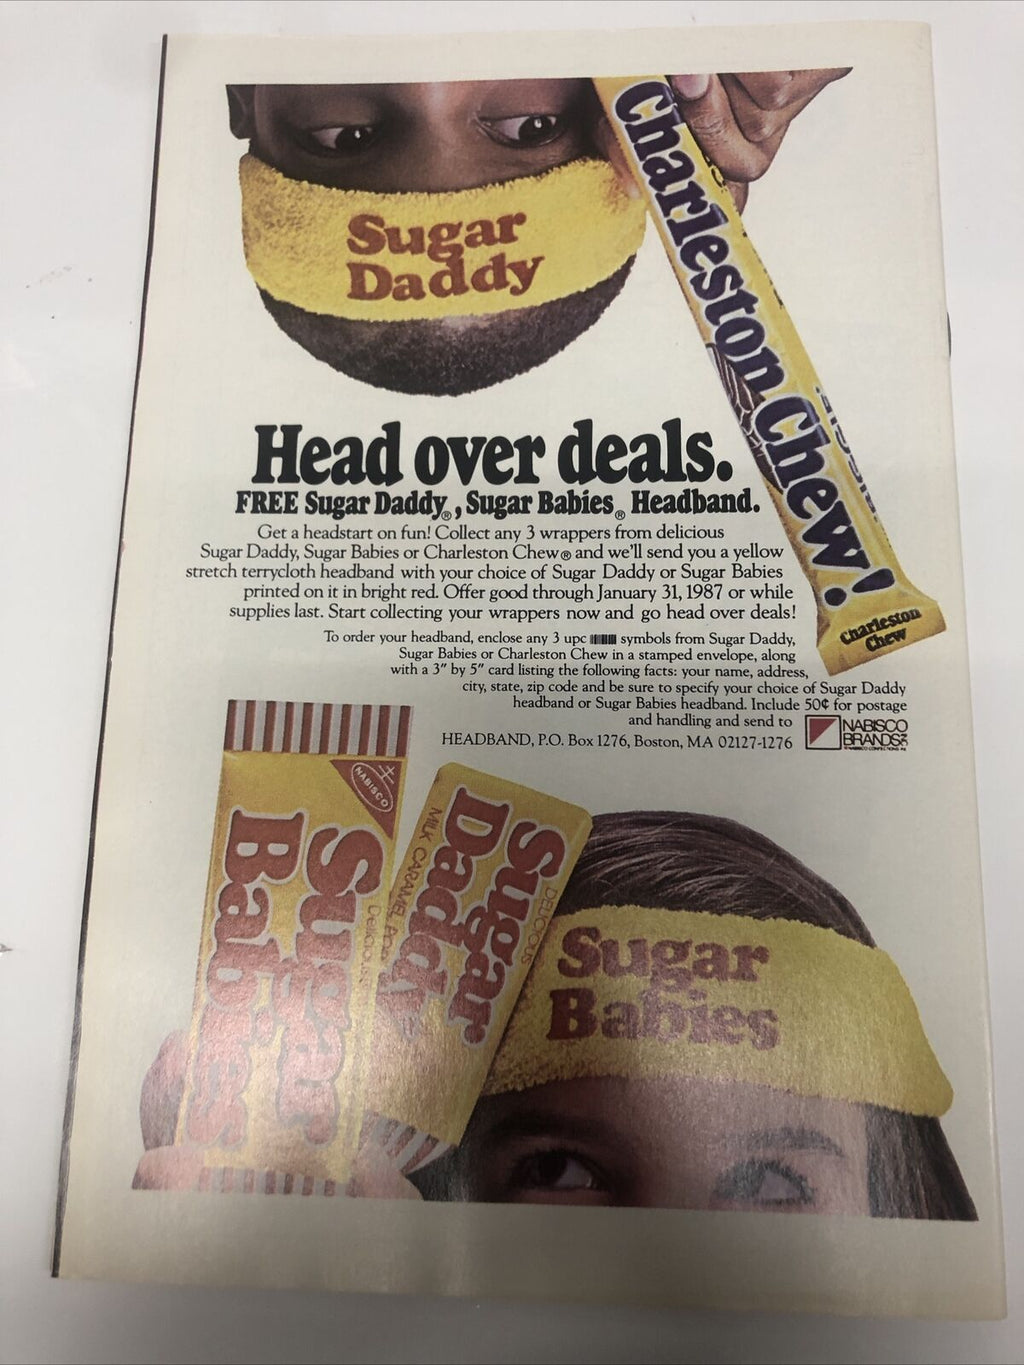 Sugar
Daddy
Charleston Chew!
Charleston
Chew
Head over deals.
FREE Sugar Daddy®, Sugar Babies® Headband.
Get a headstart on fun! Collect any 3 wrappers from delicious
Sugar Daddy, Sugar Babies or Charleston Chew® and we'll send you a yellow
stretch terrycloth headband with your choice of Sugar Daddy or Sugar Babies
printed on it in bright red. Offer good through January 31, 1987 or while
supplies last. Start collecting your wrappers now and go head over deals!
To order your headband, enclose any 3 upc symbols from Sugar Daddy,
Sugar Babies or Charleston Chew in a stamped envelope, along
with a 3″ by 5″ card listing the following facts: your name, address,
city, state, zip code and be sure to specify your choice of Sugar Daddy
headband or Sugar Babies headband. Include 50¢ for postage
and handling and send to
HEADBAND, P.O. Box 1276, Boston, MA 02127-1276
NABISCO
BRANDS
NABISCO
Sugar
Babies
DELICIOUS
Sugar
Daddy
MILK CARAMEL POP
Sugar
Babies